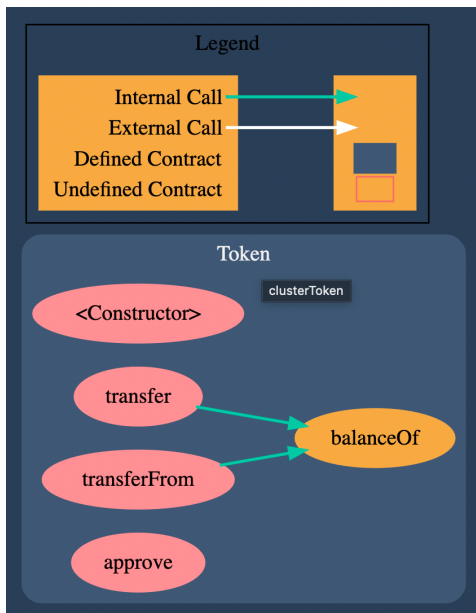 Legend
Internal Call
External Call
Defined Contract
Undefined Contract
Token
clusterToken
<Constructor>
transfer
balanceOf
transferFrom
approve